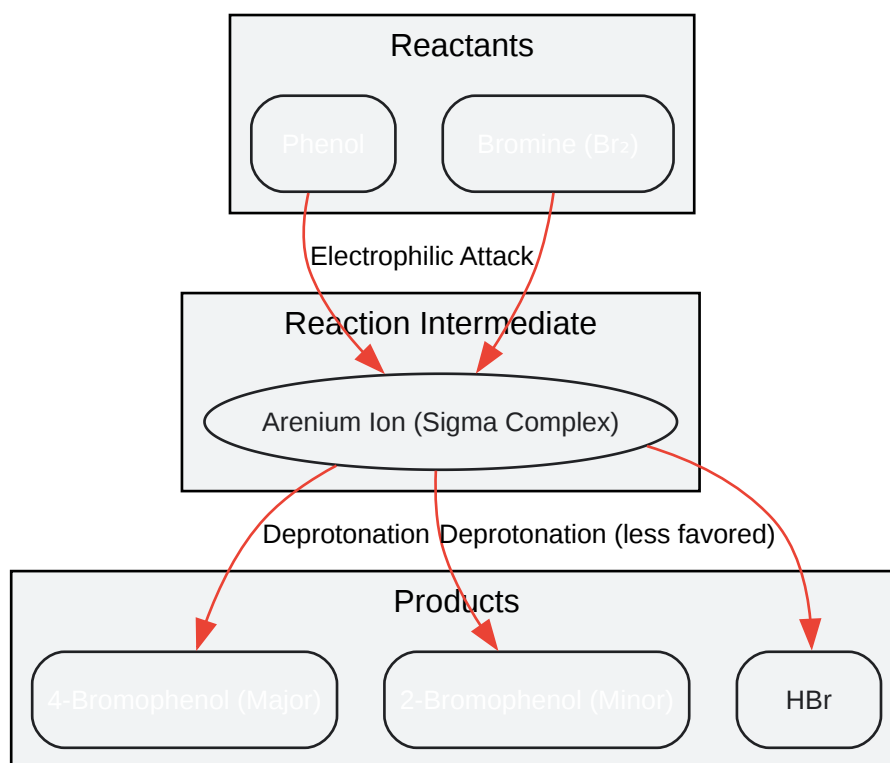 Reactants
Phenol
Bromine (Br₂)
Electrophilic Attack
Reaction Intermediate
Arenium Ion (Sigma Complex)
Deprotonation
Deprotonation (less favored)
Products
4-Bromophenol (Major)
2-Bromophenol (Minor)
HBr